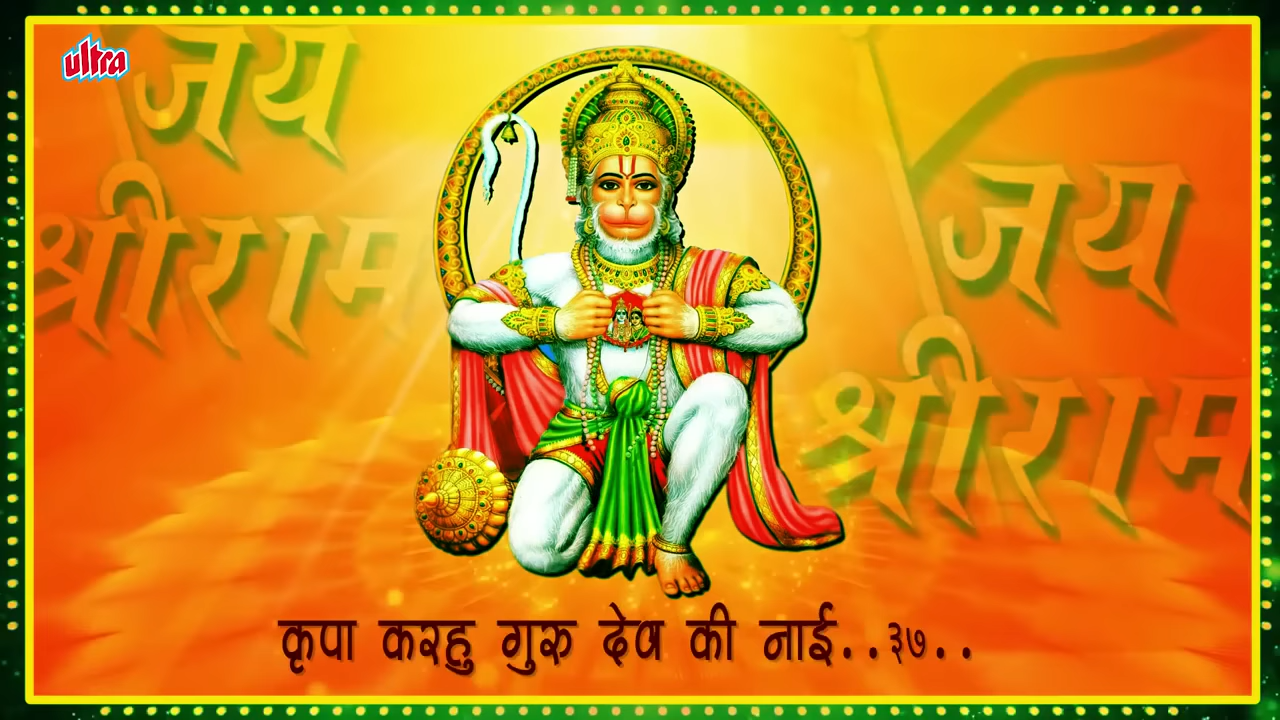 ultra
जय
श्रीराम
जय
श्रीराम
कृपा करहु गुरु देव की नाई..३७..